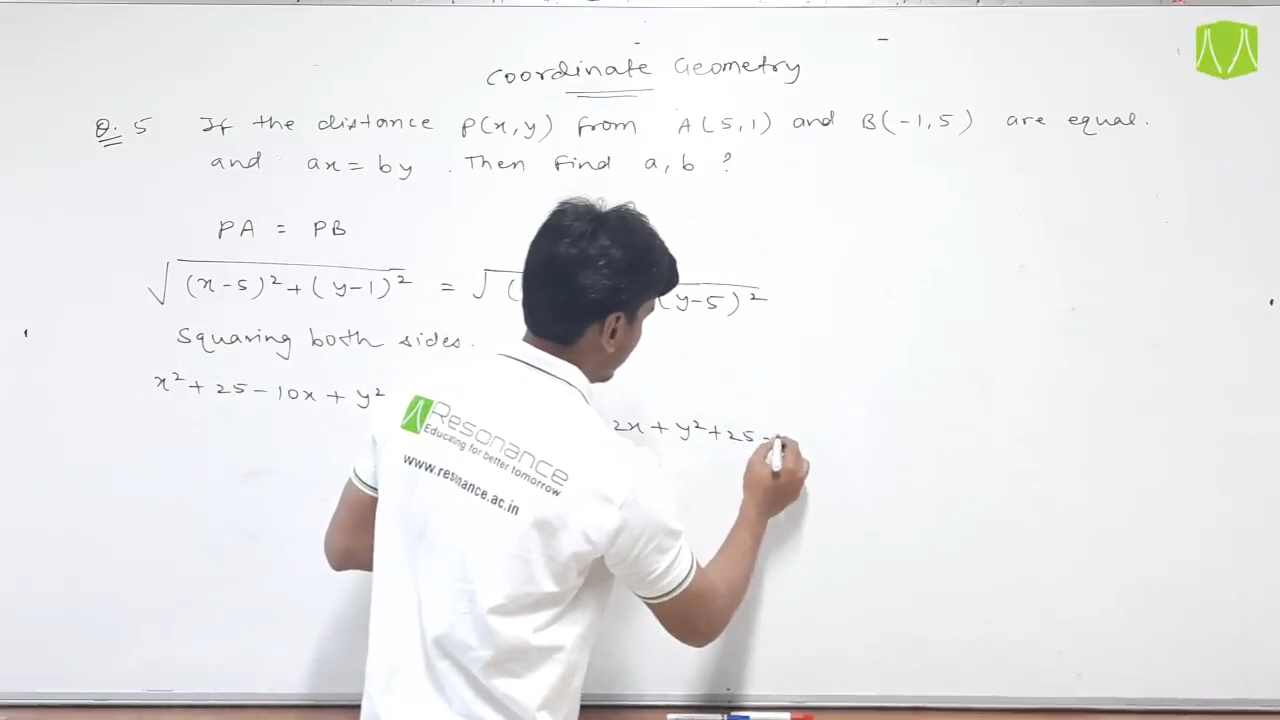 Coordinate Geometry
Q. 5 If the distance P(x,y) from A(5,1) and B(-1,5) are equal.
and ax = by. Then find a, b ?
PA = PB
√(x-5)²+(y-1)² = √( (y-5)²
Squaring both sides.
x²+25-10x+y² 2x+y²+25-
Resonance
Educating for better tomorrow
www.resonance.ac.in